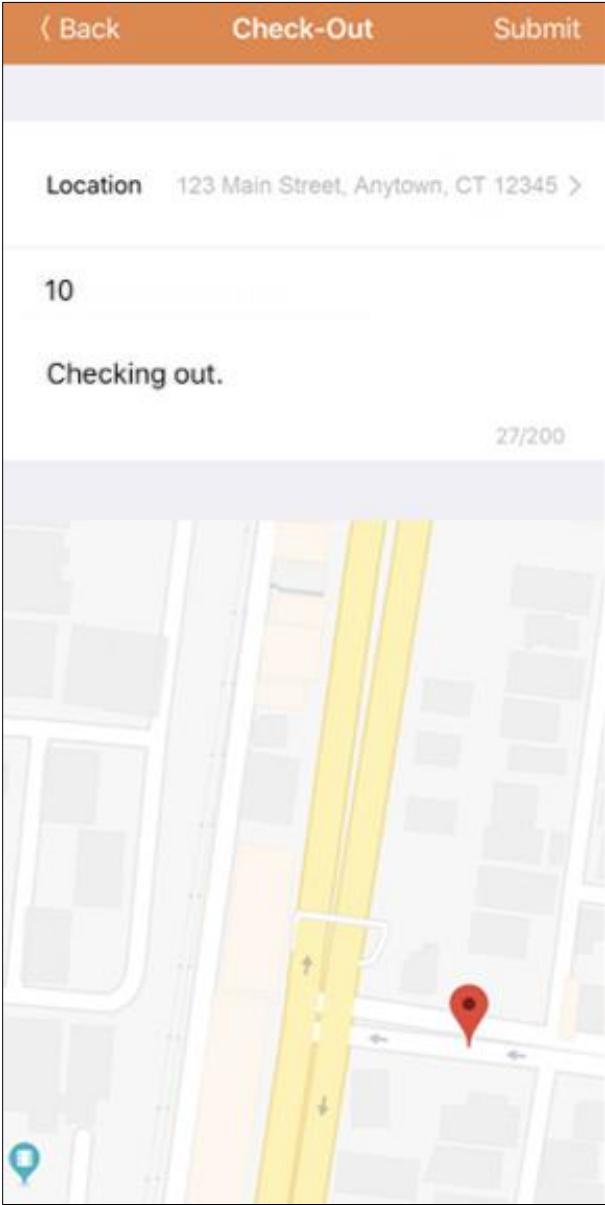 Back Check-Out Submit
Location 123 Main Street, Anytown, CT 12345
10
Checking out.
27/200